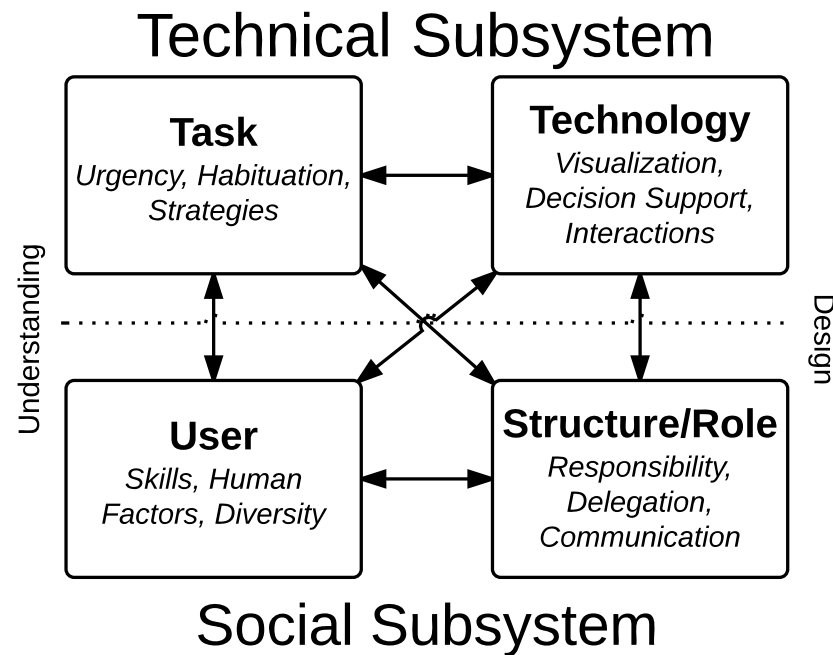 Technical Subsystem
Task
Urgency, Habituation,
Strategies
Technology
Visualization,
Decision Support,
Interactions
Understanding
Design
User
Skills, Human
Factors, Diversity
Structure/Role
Responsibility,
Delegation,
Communication
Social Subsystem